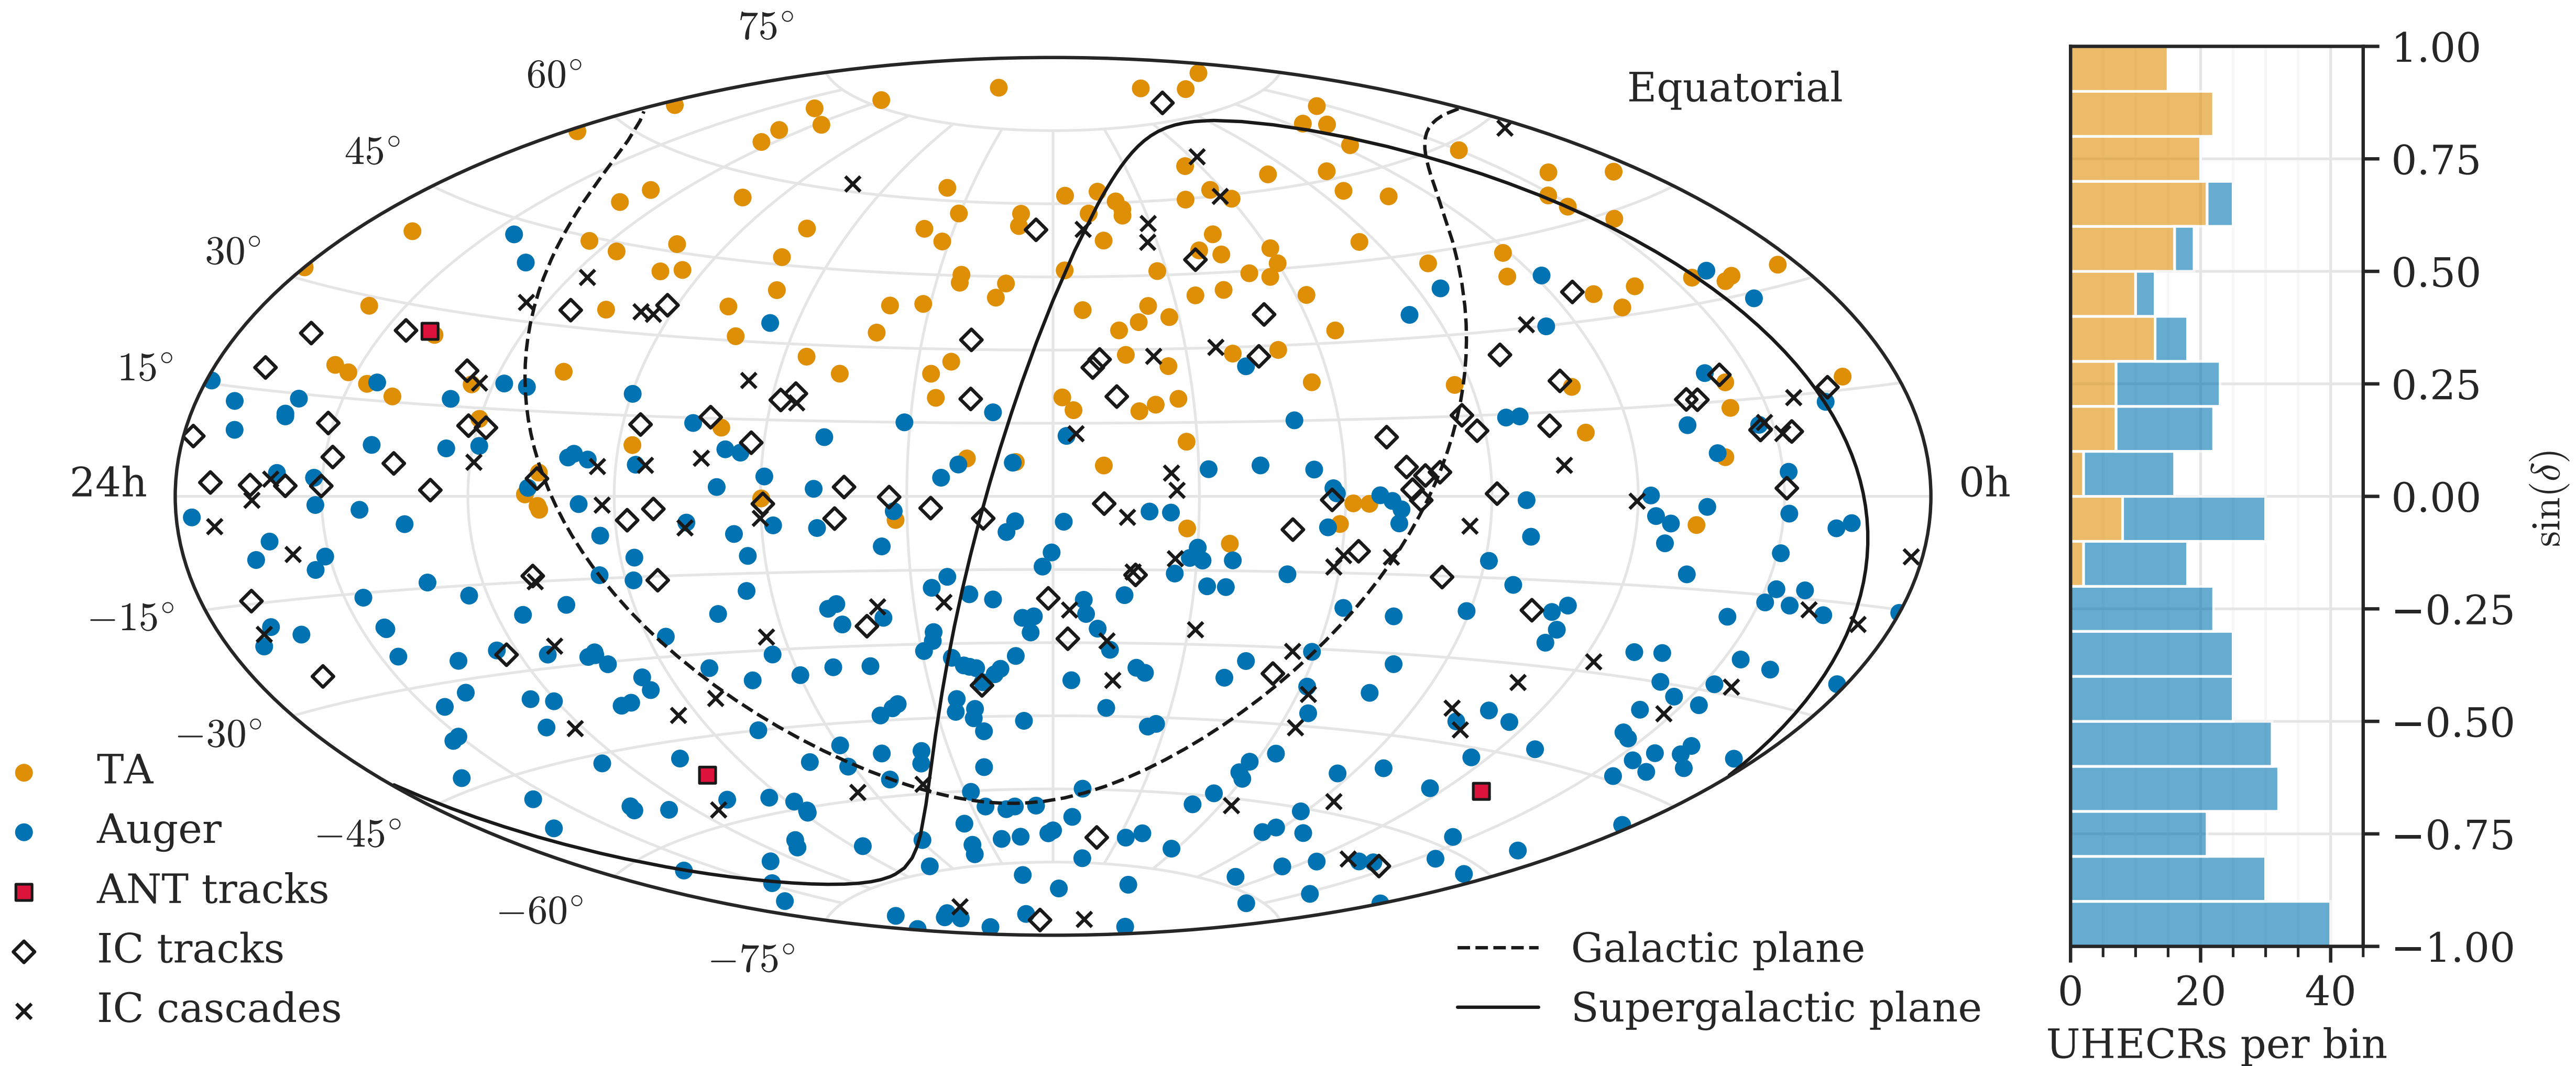 75°
60°
45°
30°
15°
24h
−15°
−30°
−45°
−60°
−75°
Equatorial
0h
TA
Auger
ANT tracks
IC tracks
IC cascades
Galactic plane
Supergalactic plane
1.00
0.75
0.50
0.25
0.00
−0.25
−0.50
−0.75
−1.00
sin(δ)
0 20 40
UHECRs per bin